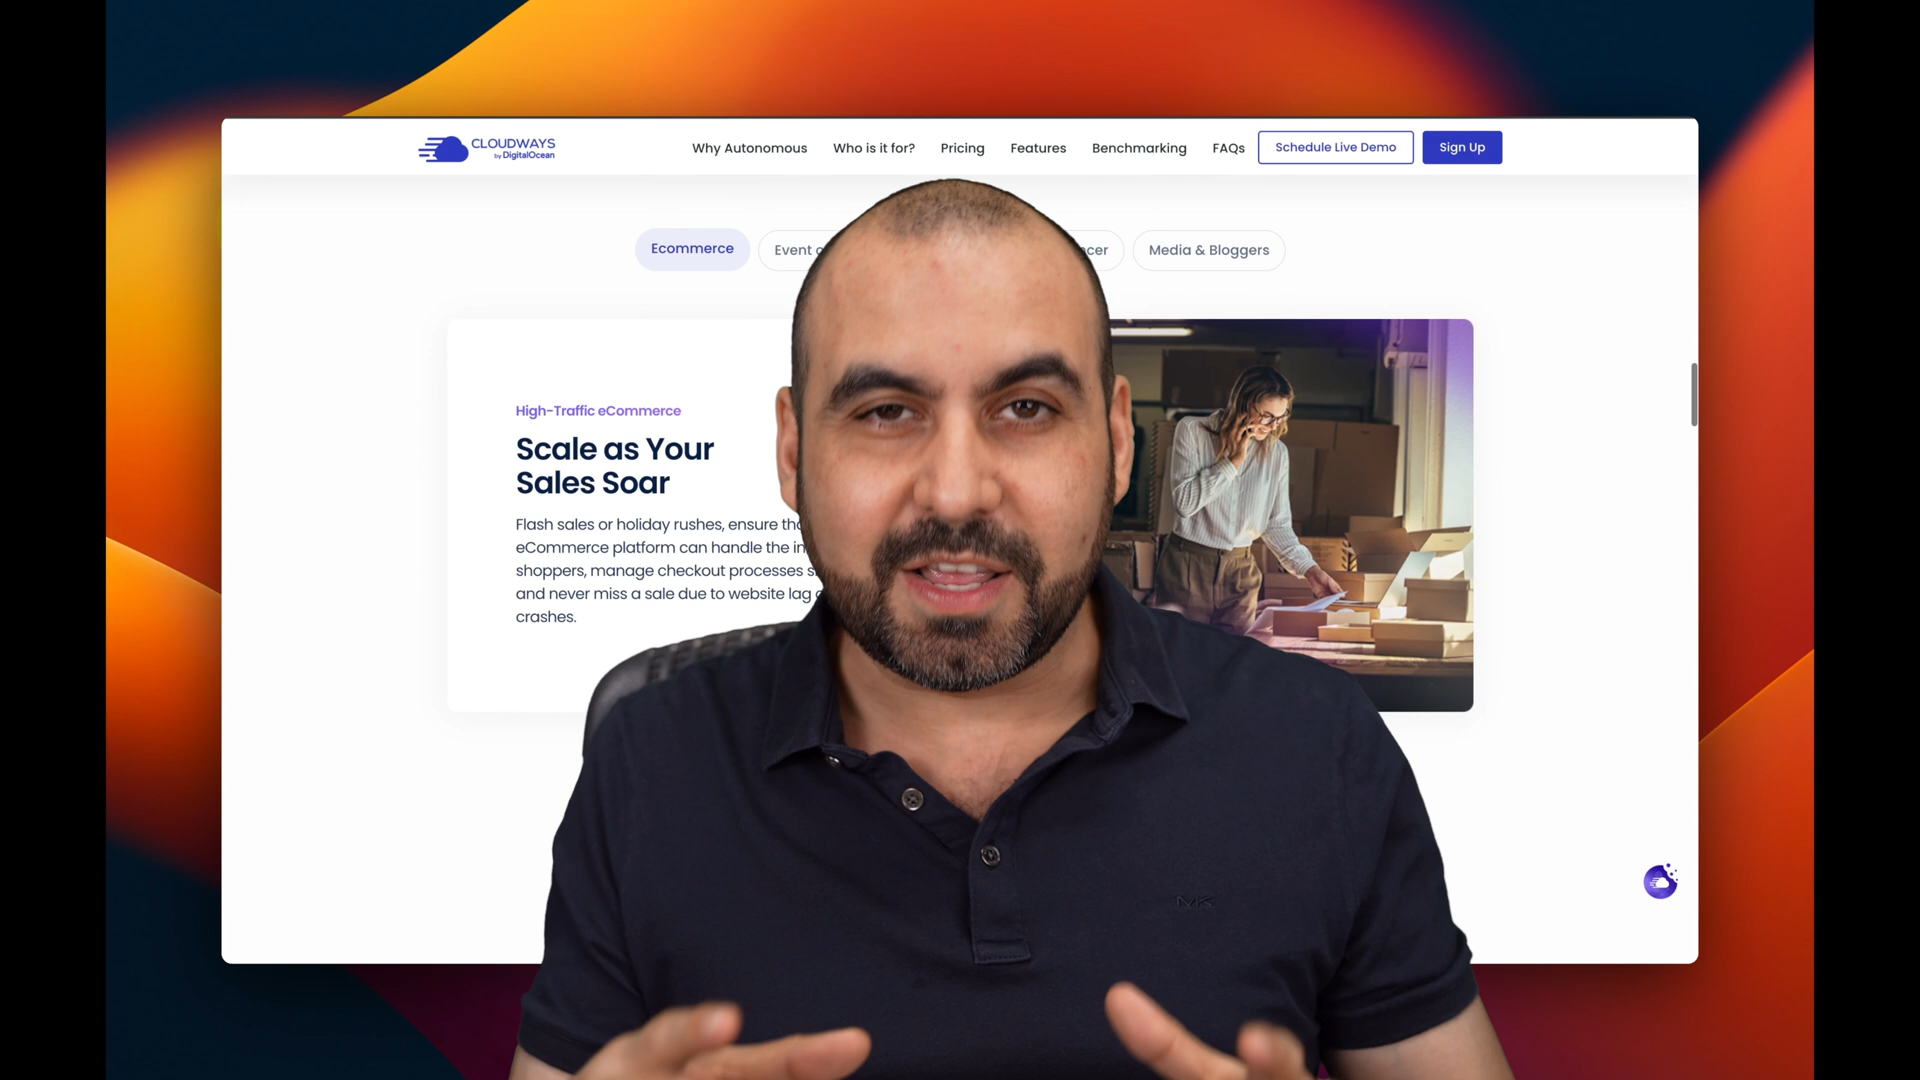 CLOUDWAYS
by DigitalOcean
Why Autonomous Who is it for? Pricing Features Benchmarking FAQs Schedule Live Demo Sign Up
Ecommerce Event Media & Bloggers
High-Traffic eCommerce
Scale as Your
Sales Soar
Flash sales or holiday rushes, ensure
eCommerce platform can handle the
shoppers, manage checkout processes
and never miss a sale due to website lag
crashes.
MK